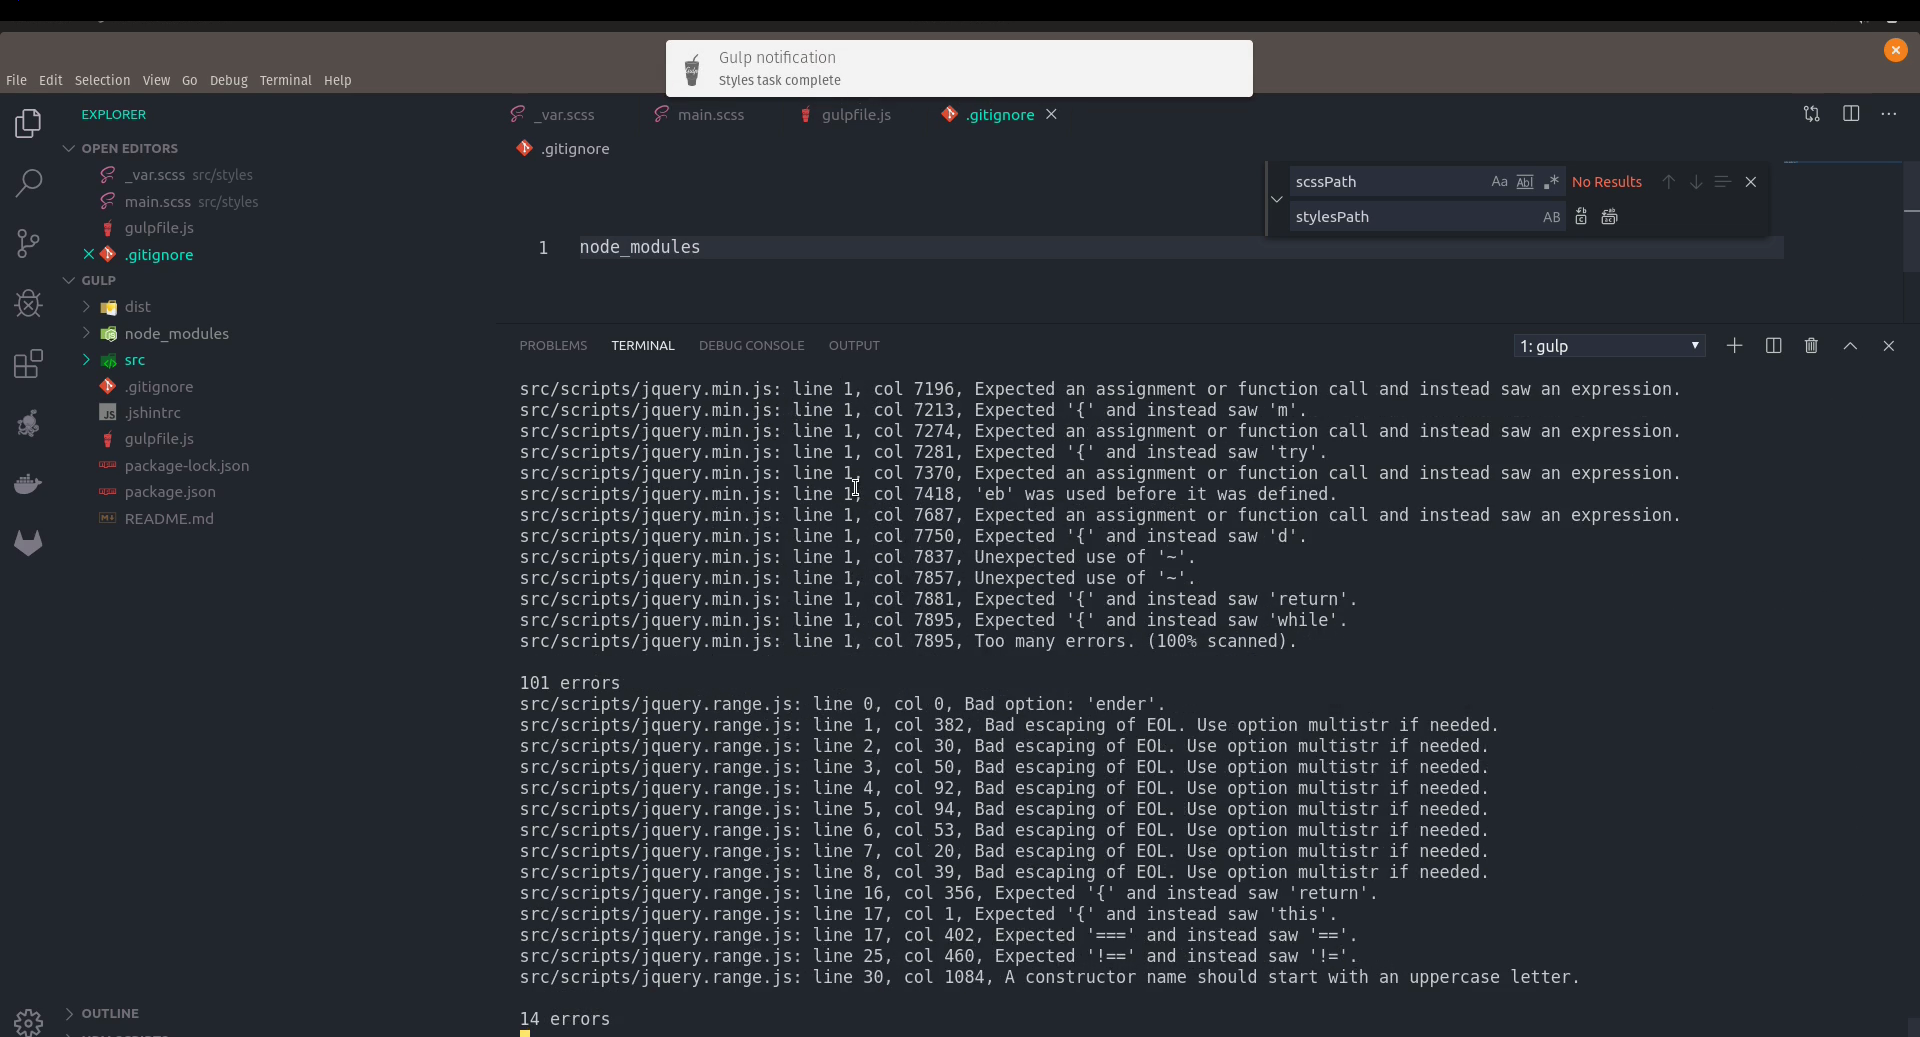 Gulp notification
Styles task complete
File Edit Selection View Go Debug Terminal Help
EXPLORER
OPEN EDITORS
_var.scss src/styles
main.scss src/styles
gulpfile.js
.gitignore
GULP
dist
node_modules
src
.gitignore
.jshintrc
gulpfile.js
package-lock.json
package.json
README.md
OUTLINE
_var.scss main.scss gulpfile.js .gitignore
.gitignore
scssPath Aa Abl .* No Results
stylesPath AB
1 node_modules
PROBLEMS TERMINAL DEBUG CONSOLE OUTPUT 1: gulp
src/scripts/jquery.min.js: line 1, col 7196, Expected an assignment or function call and instead saw an expression.
src/scripts/jquery.min.js: line 1, col 7213, Expected '{' and instead saw 'm'.
src/scripts/jquery.min.js: line 1, col 7274, Expected an assignment or function call and instead saw an expression.
src/scripts/jquery.min.js: line 1, col 7281, Expected '{' and instead saw 'try'.
src/scripts/jquery.min.js: line 1, col 7370, Expected an assignment or function call and instead saw an expression.
src/scripts/jquery.min.js: line 1, col 7418, 'eb' was used before it was defined.
src/scripts/jquery.min.js: line 1, col 7687, Expected an assignment or function call and instead saw an expression.
src/scripts/jquery.min.js: line 1, col 7750, Expected '{' and instead saw 'd'.
src/scripts/jquery.min.js: line 1, col 7837, Unexpected use of '~'.
src/scripts/jquery.min.js: line 1, col 7857, Unexpected use of '~'.
src/scripts/jquery.min.js: line 1, col 7881, Expected '{' and instead saw 'return'.
src/scripts/jquery.min.js: line 1, col 7895, Expected '{' and instead saw 'while'.
src/scripts/jquery.min.js: line 1, col 7895, Too many errors. (100% scanned).
101 errors
src/scripts/jquery.range.js: line 0, col 0, Bad option: 'ender'.
src/scripts/jquery.range.js: line 1, col 382, Bad escaping of EOL. Use option multistr if needed.
src/scripts/jquery.range.js: line 2, col 30, Bad escaping of EOL. Use option multistr if needed.
src/scripts/jquery.range.js: line 3, col 50, Bad escaping of EOL. Use option multistr if needed.
src/scripts/jquery.range.js: line 4, col 92, Bad escaping of EOL. Use option multistr if needed.
src/scripts/jquery.range.js: line 5, col 94, Bad escaping of EOL. Use option multistr if needed.
src/scripts/jquery.range.js: line 6, col 53, Bad escaping of EOL. Use option multistr if needed.
src/scripts/jquery.range.js: line 7, col 20, Bad escaping of EOL. Use option multistr if needed.
src/scripts/jquery.range.js: line 8, col 39, Bad escaping of EOL. Use option multistr if needed.
src/scripts/jquery.range.js: line 16, col 356, Expected '{' and instead saw 'return'.
src/scripts/jquery.range.js: line 17, col 1, Expected '{' and instead saw 'this'.
src/scripts/jquery.range.js: line 17, col 402, Expected '===' and instead saw '=='.
src/scripts/jquery.range.js: line 25, col 460, Expected '!==' and instead saw '!='.
src/scripts/jquery.range.js: line 30, col 1084, A constructor name should start with an uppercase letter.
14 errors